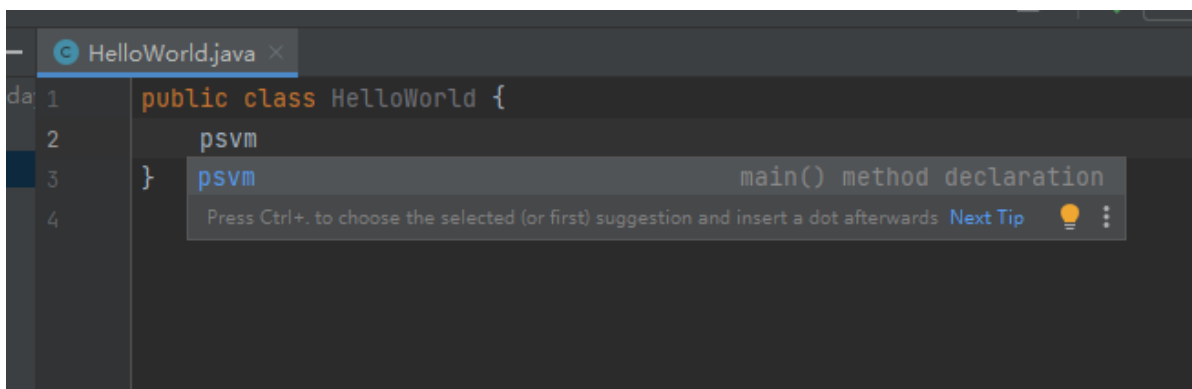 HelloWorld.java
1 public class HelloWorld {
2 psvm
3 }
psvm main() method declaration
4
Press Ctrl+. to choose the selected (or first) suggestion and insert a dot afterwards Next Tip